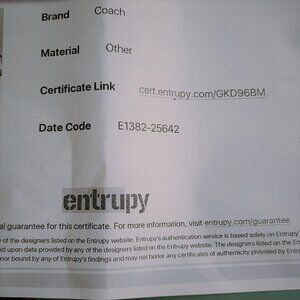 Brand Coach
Material Other
Certificate Link cert.entrupy.com/GKD96BM
Date Code E1382-25642
entrupy
al guarantee for this certificate. For more information, visit entrupy.com/guarantee
y of the designers listed on the Entrupy website. Entrupy's authentication service is based solely on Entrupy
ed upon data provided by any of the designers listed on the Entrupy website. The designers listed on the En
nor bound by any of Entrupy's findings and may not honor any certificates of authenticity provided by Entru